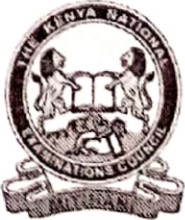 THE KENYA NATIONAL
EXAMINATIONS COUNCIL